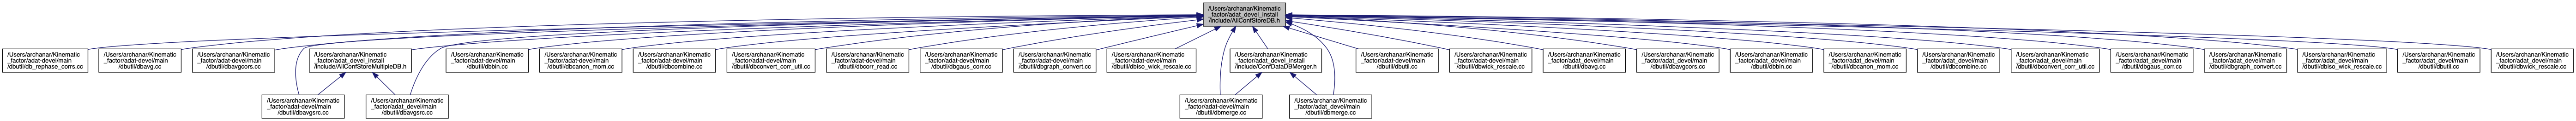 /Users/archanar/Kinematic
_factor/adat_devel_install
/include/AllConfStoreDB.h
/Users/archanar/Kinematic
_factor/adat-devel/main
/dbutil/db_rephase_corrs.cc
/Users/archanar/Kinematic
_factor/adat-devel/main
/dbutil/dbavg.cc
/Users/archanar/Kinematic
_factor/adat-devel/main
/dbutil/dbavgcors.cc
/Users/archanar/Kinematic
_factor/adat_devel_install
/include/AllConfStoreMultipleDB.h
/Users/archanar/Kinematic
_factor/adat-devel/main
/dbutil/dbbin.cc
/Users/archanar/Kinematic
_factor/adat-devel/main
/dbutil/dbcanon_mom.cc
/Users/archanar/Kinematic
_factor/adat-devel/main
/dbutil/dbcombine.cc
/Users/archanar/Kinematic
_factor/adat-devel/main
/dbutil/dbconvert_corr_util.cc
/Users/archanar/Kinematic
_factor/adat-devel/main
/dbutil/dbcorr_read.cc
/Users/archanar/Kinematic
_factor/adat-devel/main
/dbutil/dbgaus_corr.cc
/Users/archanar/Kinematic
_factor/adat-devel/main
/dbutil/dbgraph_convert.cc
/Users/archanar/Kinematic
_factor/adat-devel/main
/dbutil/dbiso_wick_rescale.cc
/Users/archanar/Kinematic
_factor/adat_devel_install
/include/ConfDataDBMerger.h
/Users/archanar/Kinematic
_factor/adat-devel/main
/dbutil/dbutil.cc
/Users/archanar/Kinematic
_factor/adat-devel/main
/dbutil/dbwick_rescale.cc
/Users/archanar/Kinematic
_factor/adat_devel/main
/dbutil/dbavg.cc
/Users/archanar/Kinematic
_factor/adat_devel/main
/dbutil/dbavgcors.cc
/Users/archanar/Kinematic
_factor/adat_devel/main
/dbutil/dbbin.cc
/Users/archanar/Kinematic
_factor/adat_devel/main
/dbutil/dbcanon_mom.cc
/Users/archanar/Kinematic
_factor/adat_devel/main
/dbutil/dbcombine.cc
/Users/archanar/Kinematic
_factor/adat_devel/main
/dbutil/dbconvert_corr_util.cc
/Users/archanar/Kinematic
_factor/adat_devel/main
/dbutil/dbgaus_corr.cc
/Users/archanar/Kinematic
_factor/adat_devel/main
/dbutil/dbgraph_convert.cc
/Users/archanar/Kinematic
_factor/adat_devel/main
/dbutil/dbiso_wick_rescale.cc
/Users/archanar/Kinematic
_factor/adat_devel/main
/dbutil/dbutil.cc
/Users/archanar/Kinematic
_factor/adat_devel/main
/dbutil/dbwick_rescale.cc
/Users/archanar/Kinematic
_factor/adat-devel/main
/dbutil/dbavgsrc.cc
/Users/archanar/Kinematic
_factor/adat_devel/main
/dbutil/dbavgsrc.cc
/Users/archanar/Kinematic
_factor/adat-devel/main
/dbutil/dbmerge.cc
/Users/archanar/Kinematic
_factor/adat_devel/main
/dbutil/dbmerge.cc